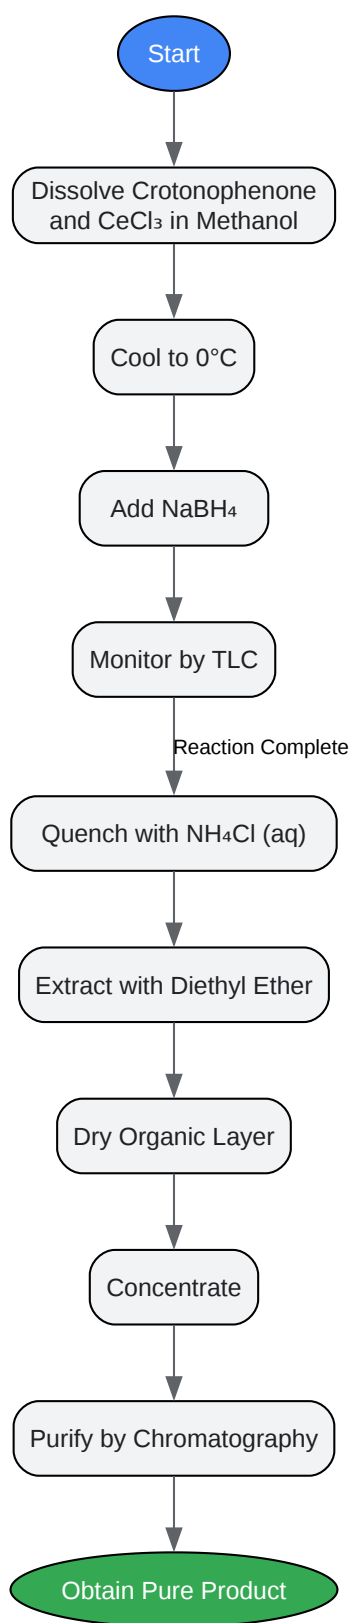 Start
Dissolve Crotonophenone
and CeCl₃ in Methanol
Cool to 0°C
Add NaBH₄
Monitor by TLC
Reaction Complete
Quench with NH₄Cl (aq)
Extract with Diethyl Ether
Dry Organic Layer
Concentrate
Purify by Chromatography
Obtain Pure Product